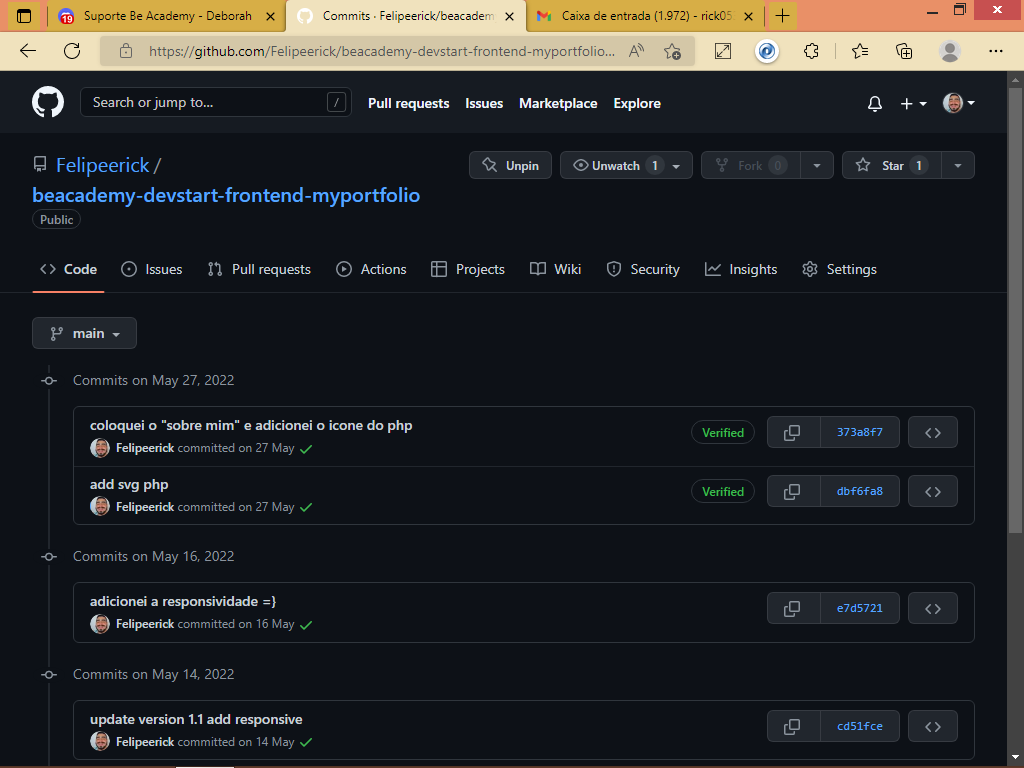 19 Suporte Be Academy - Deborah
Commits · Felipeerick/beacadem
Caixa de entrada (1.972) - rick05
https://github.com/Felipeerick/beacademy-devstart-frontend-myportfolio...
Search or jump to... /
Pull requests Issues Marketplace Explore
Felipeerick /
beacademy-devstart-frontend-myportfolio
Public
Unpin
Unwatch 1
Fork 0
Star 1
Code Issues Pull requests Actions Projects Wiki Security Insights Settings
main
Commits on May 27, 2022
coloquei o "sobre mim" e adicionei o icone do php
Felipeerick committed on 27 May
Verified 373a8f7
add svg php
Felipeerick committed on 27 May
Verified dbf6fa8
Commits on May 16, 2022
adicionei a responsividade =}
Felipeerick committed on 16 May
e7d5721
Commits on May 14, 2022
update version 1.1 add responsive
Felipeerick committed on 14 May
cd51fce